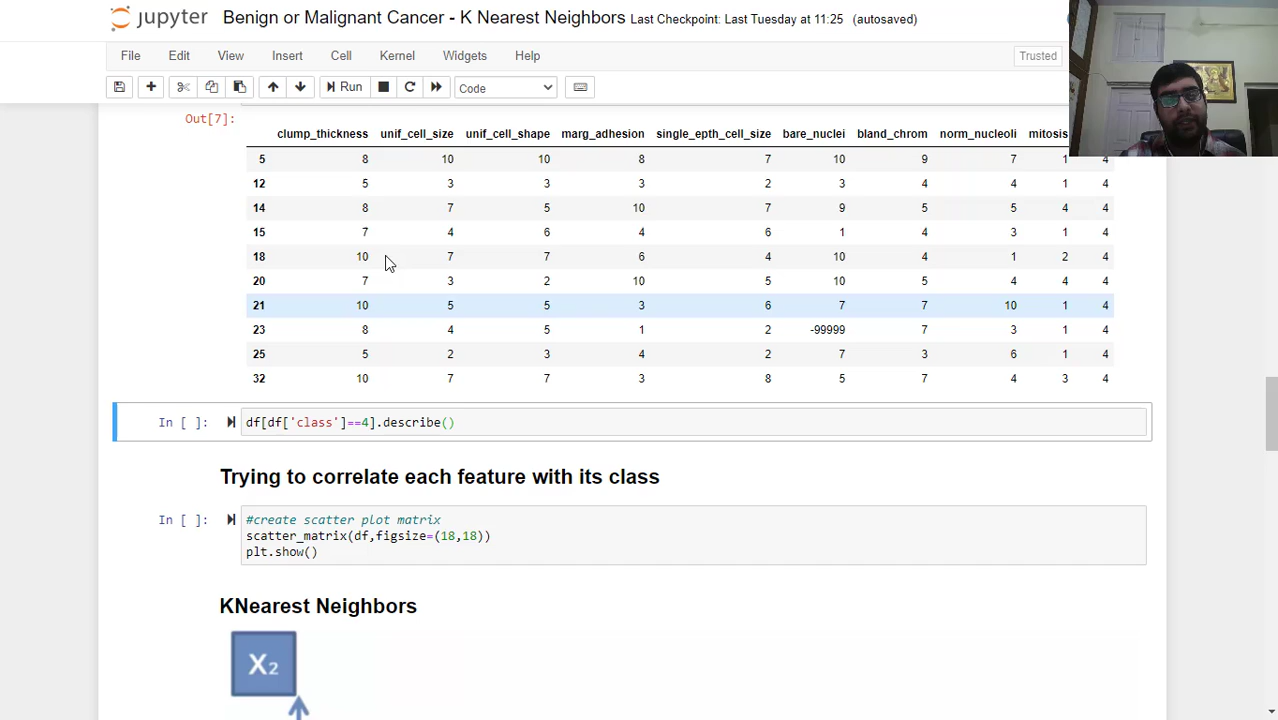 jupyter Benign or Malignant Cancer - K Nearest Neighbors Last Checkpoint: Last Tuesday at 11:25 (autosaved)
File Edit View Insert Cell Kernel Widgets Help Trusted
Run Code
Out[7]:
clump_thickness unif_cell_size unif_cell_shape marg_adhesion single_epth_cell_size bare_nuclei bland_chrom norm_nucleoli mitosis
5 8 10 10 8 7 10 9 7 1 4
12 5 3 3 3 2 3 4 4 1 4
14 8 7 5 10 7 9 5 5 4 4
15 7 4 6 4 6 1 4 3 1 4
18 10 7 7 6 4 10 4 1 2 4
20 7 3 2 10 5 10 5 4 4 4
21 10 5 5 3 6 7 7 10 1 4
23 8 4 5 1 2 -99999 7 3 1 4
25 5 2 3 4 2 7 3 6 1 4
32 10 7 7 3 8 5 7 4 3 4
In [ ]: df[df['class']==4].describe()
Trying to correlate each feature with its class
In [ ]: #create scatter plot matrix
scatter_matrix(df,figsize=(18,18))
plt.show()
KNearest Neighbors
X2